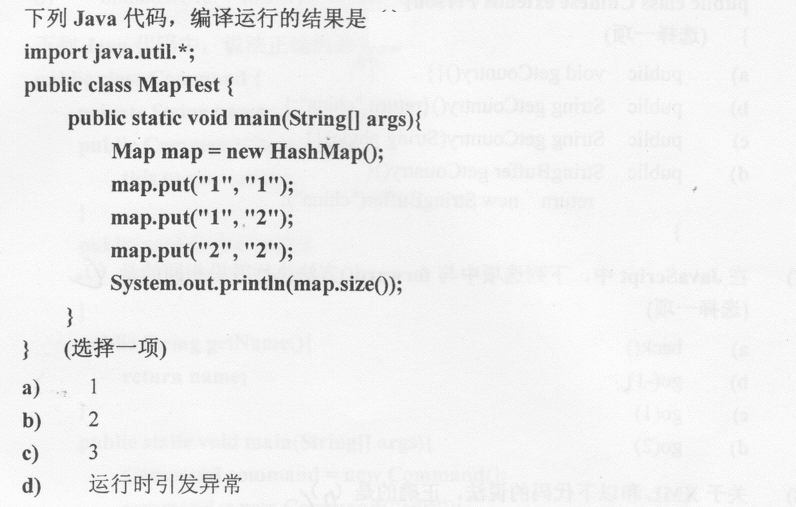 下列 Java 代码，编译运行的结果是
import java.util.*;
public class MapTest {
public static void main(String[] args){
Map map = new HashMap();
map.put("1", "1");
map.put("1", "2");
map.put("2", "2");
System.out.println(map.size());
}
} (选择一项)
a) 1
b) 2
c) 3
d) 运行时引发异常